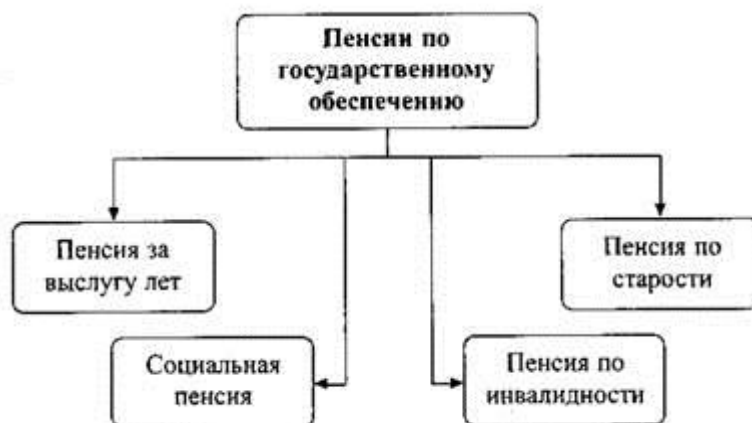 Пенсии по
государственному
обеспечению
Пенсия за
выслугу лет
Пенсия по
старости
Социальная
пенсия
Пенсия по
инвалидности